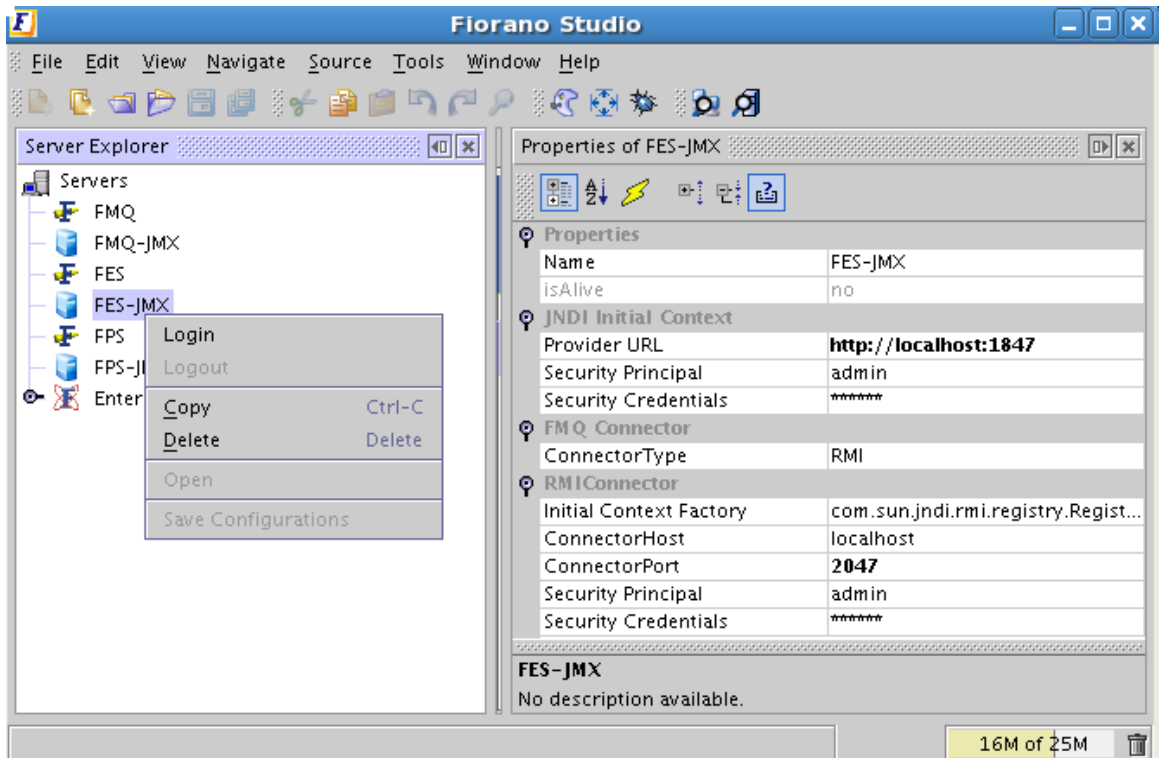 Fiorano Studio
File Edit View Navigate Source Tools Window Help
Server Explorer
Servers
FMQ
FMQ-JMX
FES
FES-JMX
FPS
FPS-J
Enter
Login
Logout
Copy Ctrl-C
Delete Delete
Open
Save Configurations
Properties of FES-JMX
Properties
Name FES-JMX
isAlive no
JNDI Initial Context
Provider URL http://localhost:1847
Security Principal admin
Security Credentials ******
FMQ Connector
ConnectorType RMI
RMIConnector
Initial Context Factory com.sun.jndi.rmi.registry.Regist...
ConnectorHost localhost
ConnectorPort 2047
Security Principal admin
Security Credentials ******
FES-JMX
No description available.
16M of 25M